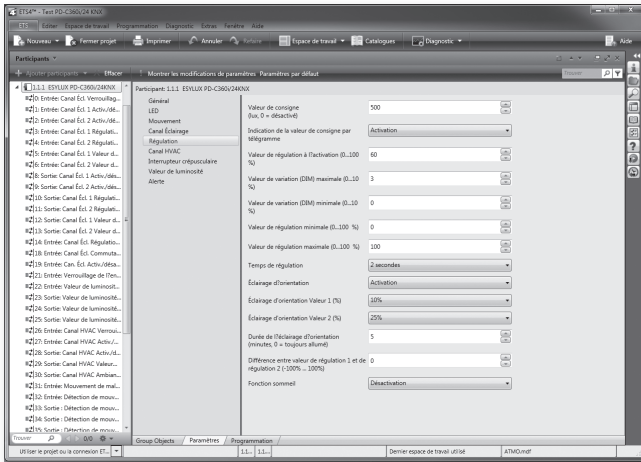 ETS4™ - Test PD-C360i/24 KNX
ETS Editer Espace de travail Programmation Diagnostic Extras Fenêtre Aide
Nouveau Fermer projet Imprimer Annuler Refaire Espace de travail Catalogues Diagnostic Aide
Participants
Ajouter participants Effacer Montrer les modifications de paramètres Paramètres par défaut Trouver
1.1.1 ESYLUX PD-C360i/24KNX
0: Entrée: Canal Écl. Verrouillag...
1: Entrée: Canal Écl. 1 Activ./dé...
2: Entrée: Canal Écl. 2 Activ./dé...
3: Entrée: Canal Écl. 1 Régulati...
4: Entrée: Canal Écl. 2 Régulati...
5: Entrée: Canal Écl. 1 Valeur d...
6: Entrée: Canal Écl. 2 Valeur d...
8: Sortie: Canal Écl. 1 Activ./dés...
9: Sortie: Canal Écl. 2 Activ./dés...
10: Sortie: Canal Écl. 1 Régulati...
11: Sortie: Canal Écl. 2 Régulati...
12: Sortie: Canal Écl. 1 Valeur d...
13: Sortie: Canal Écl. 2 Valeur d...
14: Entrée: Canal Écl. Régulatio...
18: Entrée: Canal Écl. Commuta...
19: Entrée: Can. Écl. Activ./désa...
21: Entrée: Verrouillage de l?en...
22: Entrée: Valeur de luminosit...
23: Sortie: Valeur de luminosité...
24: Sortie: Valeur de luminosité...
25: Sortie: Valeur de luminosité...
26: Entrée: Canal HVAC Verroui...
27: Entrée: Canal HVAC Activ./...
28: Sortie: Canal HVAC Activ./d...
29: Sortie: Canal HVAC Valeur...
30: Sortie: Canal HVAC Ambian...
31: Entrée: Mouvement de mal...
32: Entrée: Détection de mouv...
33: Sortie : Détection de mouv...
34: Sortie : Détection de mouv...
35: Sortie : Détection de mouv...
Trouver 0/0
Participant: 1.1.1 ESYLUX PD-C360i/24KNX
Général
LED
Mouvement
Canal Éclairage
Régulation
Canal HVAC
Interrupteur crépusculaire
Valeur de luminosité
Alerte
Valeur de consigne
(lux, 0 = désactivé)
500
Indication de la valeur de consigne par
télégramme
Activation
Valeur de régulation à l?activation (0...100
%)
60
Valeur de variation (DIM) maximale (0...10
%)
3
Valeur de variation (DIM) minimale (0...10
%)
0
Valeur de régulation minimale (0...100 %)
0
Valeur de régulation maximale (0...100 %)
100
Temps de régulation
2 secondes
Éclairage d?orientation
Activation
Éclairage d'orientation Valeur 1 (%)
10%
Éclairage d'orientation Valeur 2 (%)
25%
Durée de l?éclairage d?orientation
(minutes, 0 = toujours allumé)
5
Différence entre valeur de régulation 1 et de
régulation 2 (-100% ... 100%)
0
Fonction sommeil
Désactivation
Group Objects Paramètres Programmation
Utiliser le projet ou la connexion ET... 1.1... 1.1... Dernier espace de travail utilisé ATMO.mdf